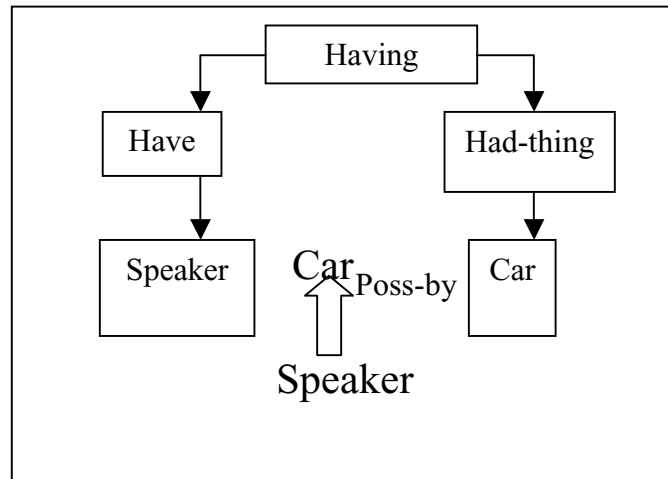 Having
Have
Had-thing
Speaker
Car
Poss-by
Car
Speaker